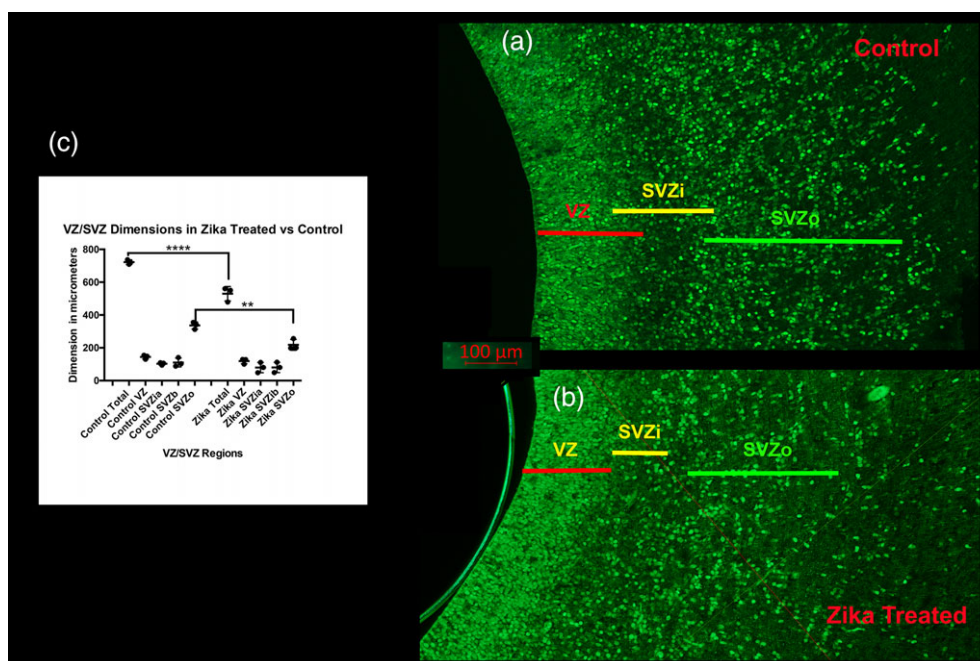 (a)
Control
SVZi
VZ
SVZo
100 µm
(b)
SVZi
VZ
SVZo
Zika Treated
(c)
VZ/SVZ Dimensions in Zika Treated vs Control
Dimension in micrometers
800
600
400
200
0
****
**
Control Total
Control VZ
Control SVZia
Control SVZb
Control SVZo
Zika Total
Zika VZ
Zika SVZia
Zika SVZib
Zika SVZo
VZ/SVZ Regions